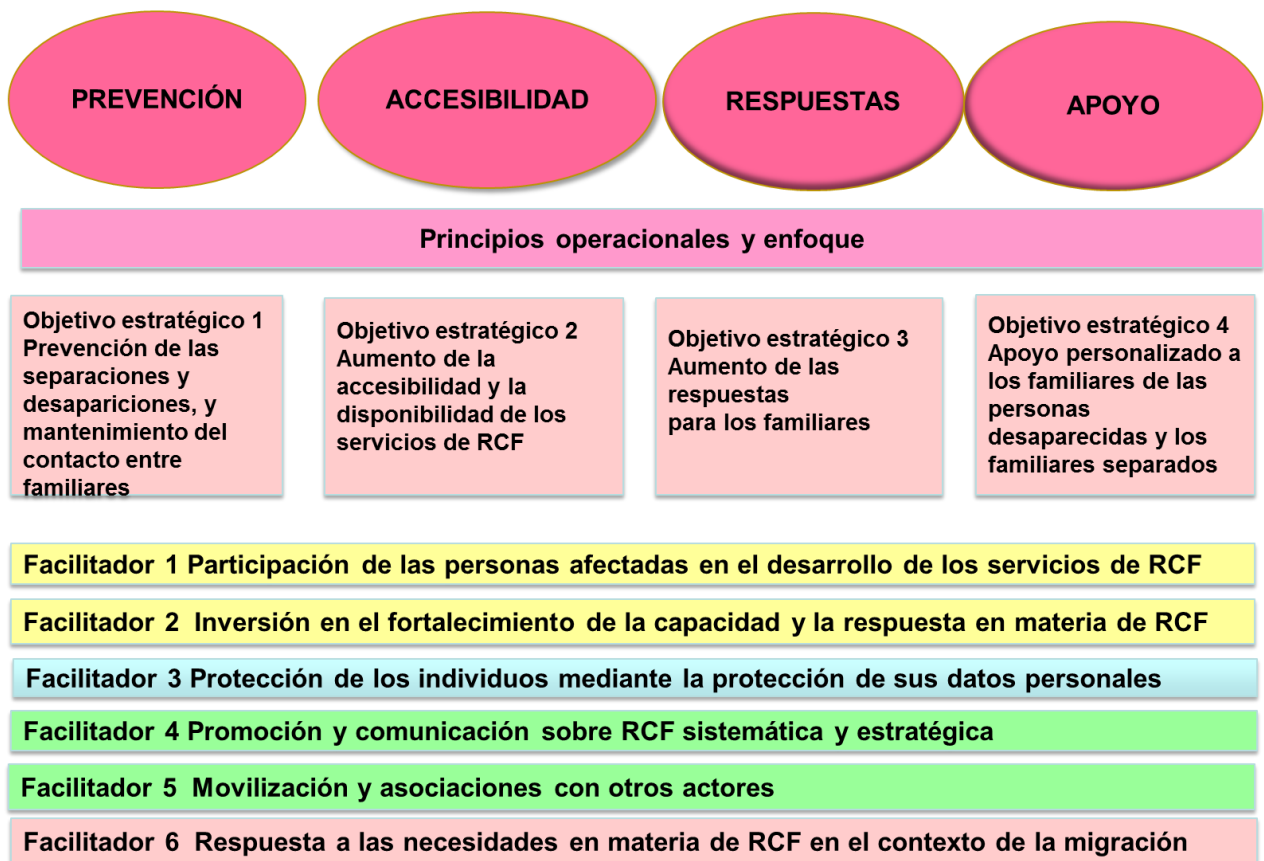 PREVENCIÓN
ACCESIBILIDAD
RESPUESTAS
APOYO
Principios operacionales y enfoque
Objetivo estratégico 1
Prevención de las
separaciones y
desapariciones, y
mantenimiento del
contacto entre
familiares
Objetivo estratégico 2
Aumento de la
accesibilidad y la
disponibilidad de los
servicios de RCF
Objetivo estratégico 3
Aumento de las
respuestas
para los familiares
Objetivo estratégico 4
Apoyo personalizado a
los familiares de las
personas
desaparecidas y los
familiares separados
Facilitador 1 Participación de las personas afectadas en el desarrollo de los servicios de RCF
Facilitador 2 Inversión en el fortalecimiento de la capacidad y la respuesta en materia de RCF
Facilitador 3 Protección de los individuos mediante la protección de sus datos personales
Facilitador 4 Promoción y comunicación sobre RCF sistemática y estratégica
Facilitador 5 Movilización y asociaciones con otros actores
Facilitador 6 Respuesta a las necesidades en materia de RCF en el contexto de la migración